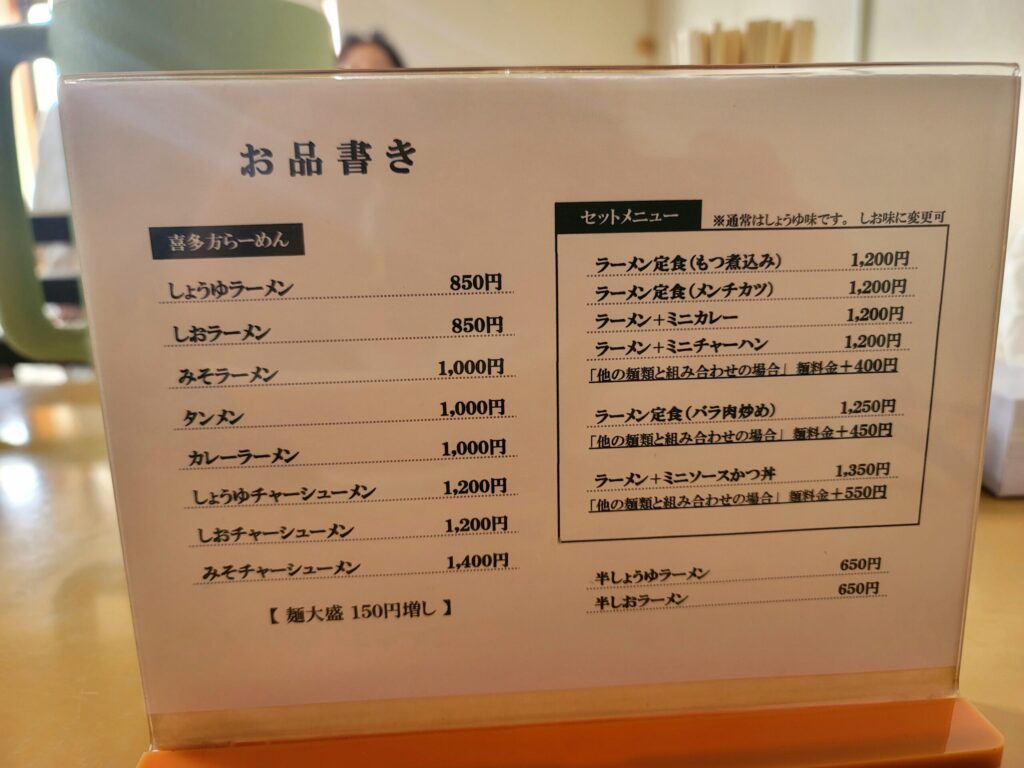 お品書き
喜多方らーめん
しょうゆラーメン 850円
しおラーメン 850円
みそラーメン 1,000円
タンメン 1,000円
カレーラーメン 1,000円
しょうゆチャーシューメン 1,200円
しおチャーシューメン 1,200円
みそチャーシューメン 1,400円
【 麺大盛 150円増し 】
セットメニュー ※通常はしょうゆ味です。 しお味に変更可
ラーメン定食(もつ煮込み) 1,200円
ラーメン定食(メンチカツ) 1,200円
ラーメン+ミニカレー 1,200円
ラーメン+ミニチャーハン 1,200円
「他の麺類と組み合わせの場合」 麺料金+400円
ラーメン定食(バラ肉炒め) 1,250円
「他の麺類と組み合わせの場合」 麺料金+450円
ラーメン+ミニソースかつ丼 1,350円
「他の麺類と組み合わせの場合」 麺料金+550円
半しょうゆラーメン 650円
半しおラーメン 650円